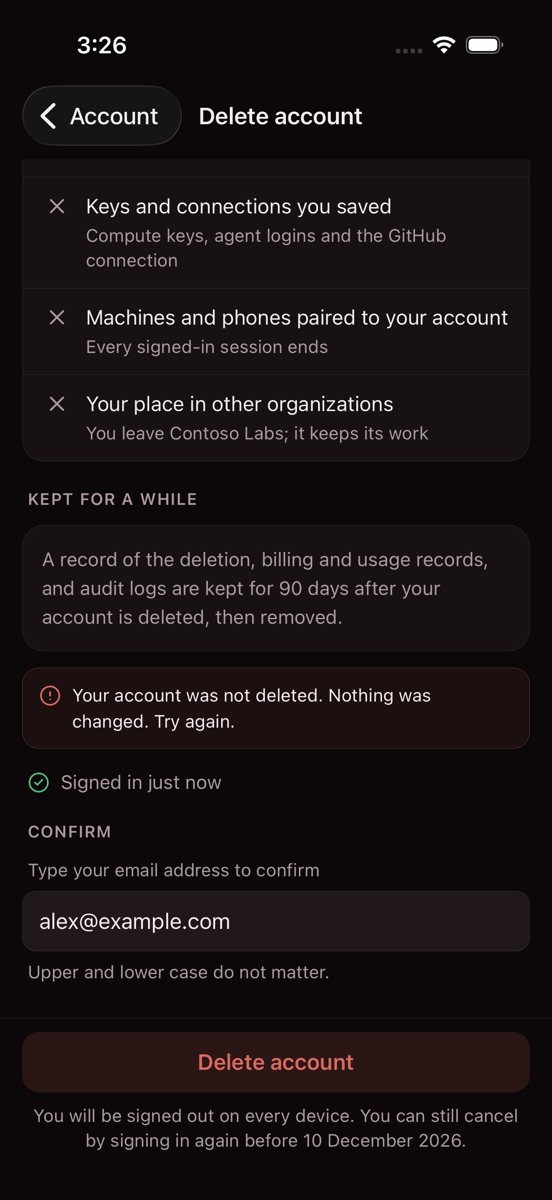 3:26
Account
Delete account
Keys and connections you saved
Compute keys, agent logins and the GitHub
connection
Machines and phones paired to your account
Every signed-in session ends
Your place in other organizations
You leave Contoso Labs; it keeps its work
KEPT FOR A WHILE
A record of the deletion, billing and usage records,
and audit logs are kept for 90 days after your
account is deleted, then removed.
Your account was not deleted. Nothing was
changed. Try again.
Signed in just now
CONFIRM
Type your email address to confirm
alex@example.com
Upper and lower case do not matter.
Delete account
You will be signed out on every device. You can still cancel
by signing in again before 10 December 2026.